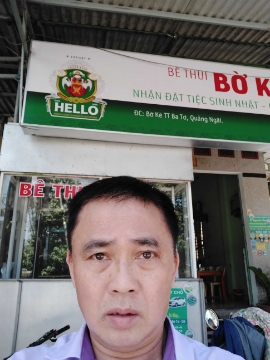 BÊ THUI BỜ K
NHẬN ĐẶT TIỆC SINH NHẬT -
ĐC: Bờ Kè TT Ba Tơ, Quảng Ngãi.
HELLO
BÊ THU